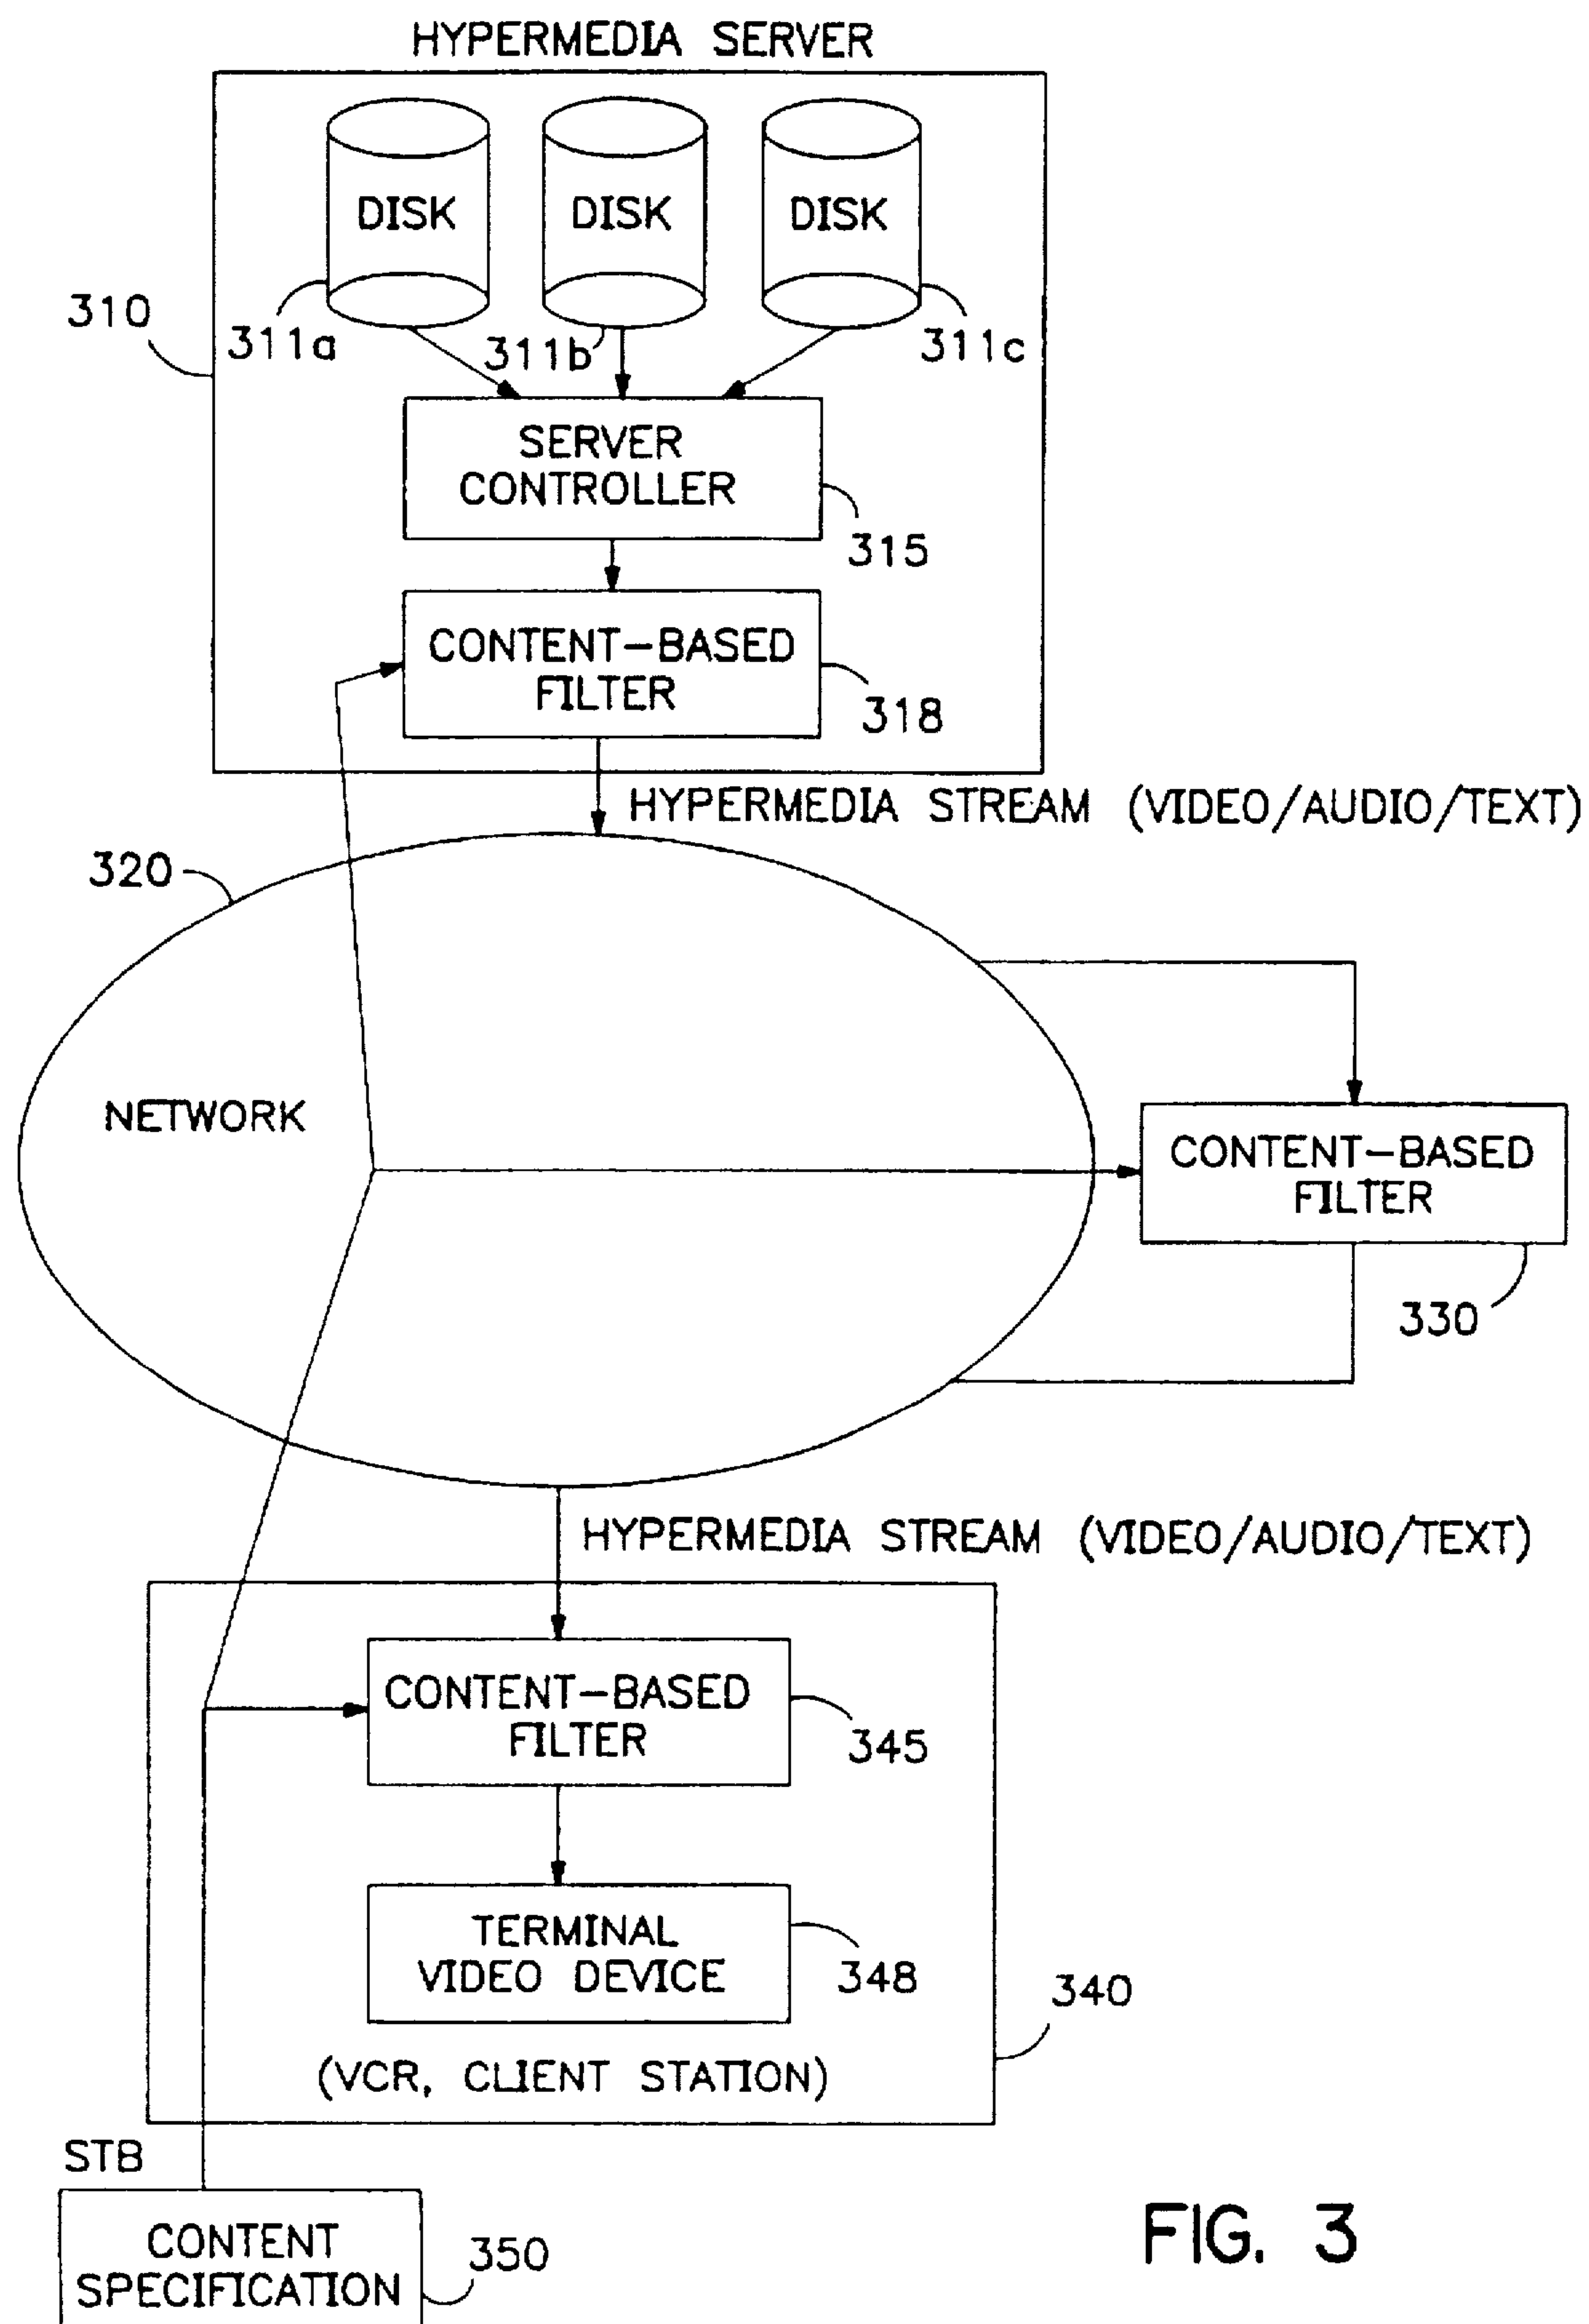 HYPERMEDIA SERVER
DISK DISK DISK
310
311a 311b 311c
SERVER
CONTROLLER
315
CONTENT-BASED
FILTER
318
HYPERMEDIA STREAM (VIDEO/AUDIO/TEXT)
320
NETWORK
CONTENT-BASED
FILTER
330
HYPERMEDIA STREAM (VIDEO/AUDIO/TEXT)
CONTENT-BASED
FILTER
345
TERMINAL
VIDEO DEVICE
348
340
(VCR, CLIENT STATION)
STB
CONTENT
SPECIFICATION
350
FIG. 3